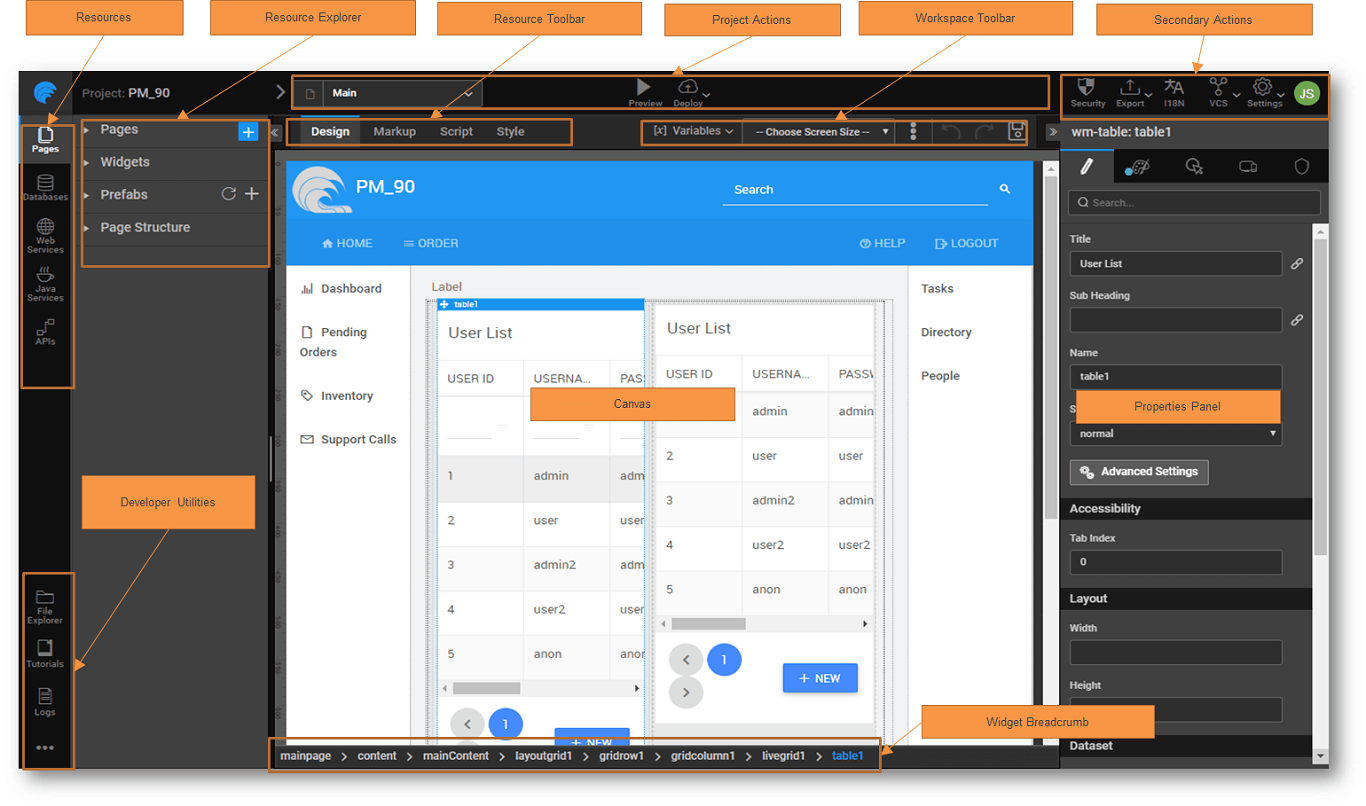 Resources
Resource Explorer
Resource Toolbar
Project Actions
Workspace Toolbar
Secondary Actions
Project: PM_90
Main
Preview
Deploy
Security
Export
I18N
VCS
Settings
JS
Pages
Databases
Web
Services
Java
Services
APIs
Pages
Widgets
Prefabs
Page Structure
Design Markup Script Style
[x] Variables
-- Choose Screen Size --
wm-table: table1
PM_90
Search
HOME
ORDER
HELP
LOGOUT
Dashboard
Pending
Orders
Inventory
Support Calls
Label
table1
User List
USER ID USERNA... PAS
1 admin adm
2 user user
3 admin2 adm
4 user2 user
5 anon anor
1
+ NEW
User List
USER ID USERNA... PASSW
admin admin
2 user user
3 admin2 admin
4 user2 user2
5 anon anon
1
+ NEW
Canvas
Tasks
Directory
People
Search...
Title
User List
Sub Heading
Name
table1
Properties Panel
S
normal
Advanced Settings
Accessibility
Tab Index
0
Layout
Width
Height
Dataset
Developer Utilities
File
Explorer
Tutorials
Logs
Widget Breadcrumb
mainpage > content > mainContent > layoutgrid1 > gridrow1 > gridcolumn1 > livegrid1 > table1